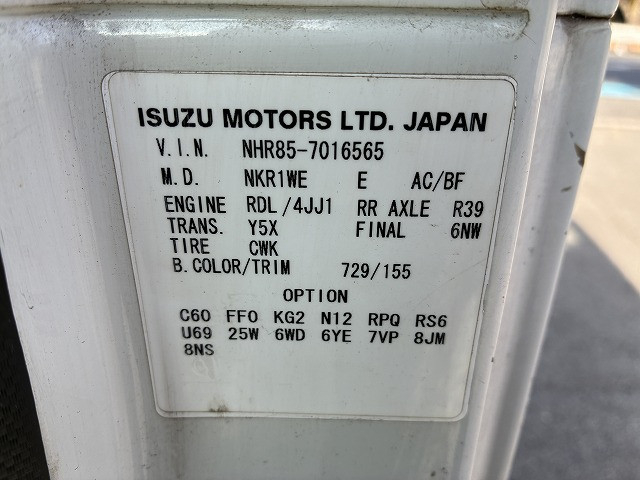 ISUZU MOTORS LTD. JAPAN
V.I.N. NHR85-7016565
M.D. NKR1WE E AC/BF
ENGINE RDL/4JJ1 RR AXLE R39
TRANS. Y5X FINAL 6NW
TIRE CWK
B.COLOR/TRIM 729/155
OPTION
C60 FF0 KG2 N12 RPQ RS6
U69 25W 6WD 6YE 7VP 8JM
8NS